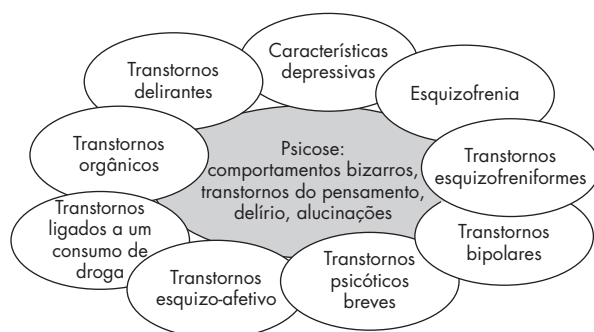 Características
depressivas
Esquizofrenia
Transtornos
esquizofreniformes
Transtornos
bipolares
Transtornos
psicóticos
breves
Transtornos
esquizo-afetivo
Transtornos
ligados a um
consumo de
droga
Transtornos
orgânicos
Transtornos
delirantes
Psicose:
comportamentos bizarros,
transtornos do pensamento,
delírio, alucinações